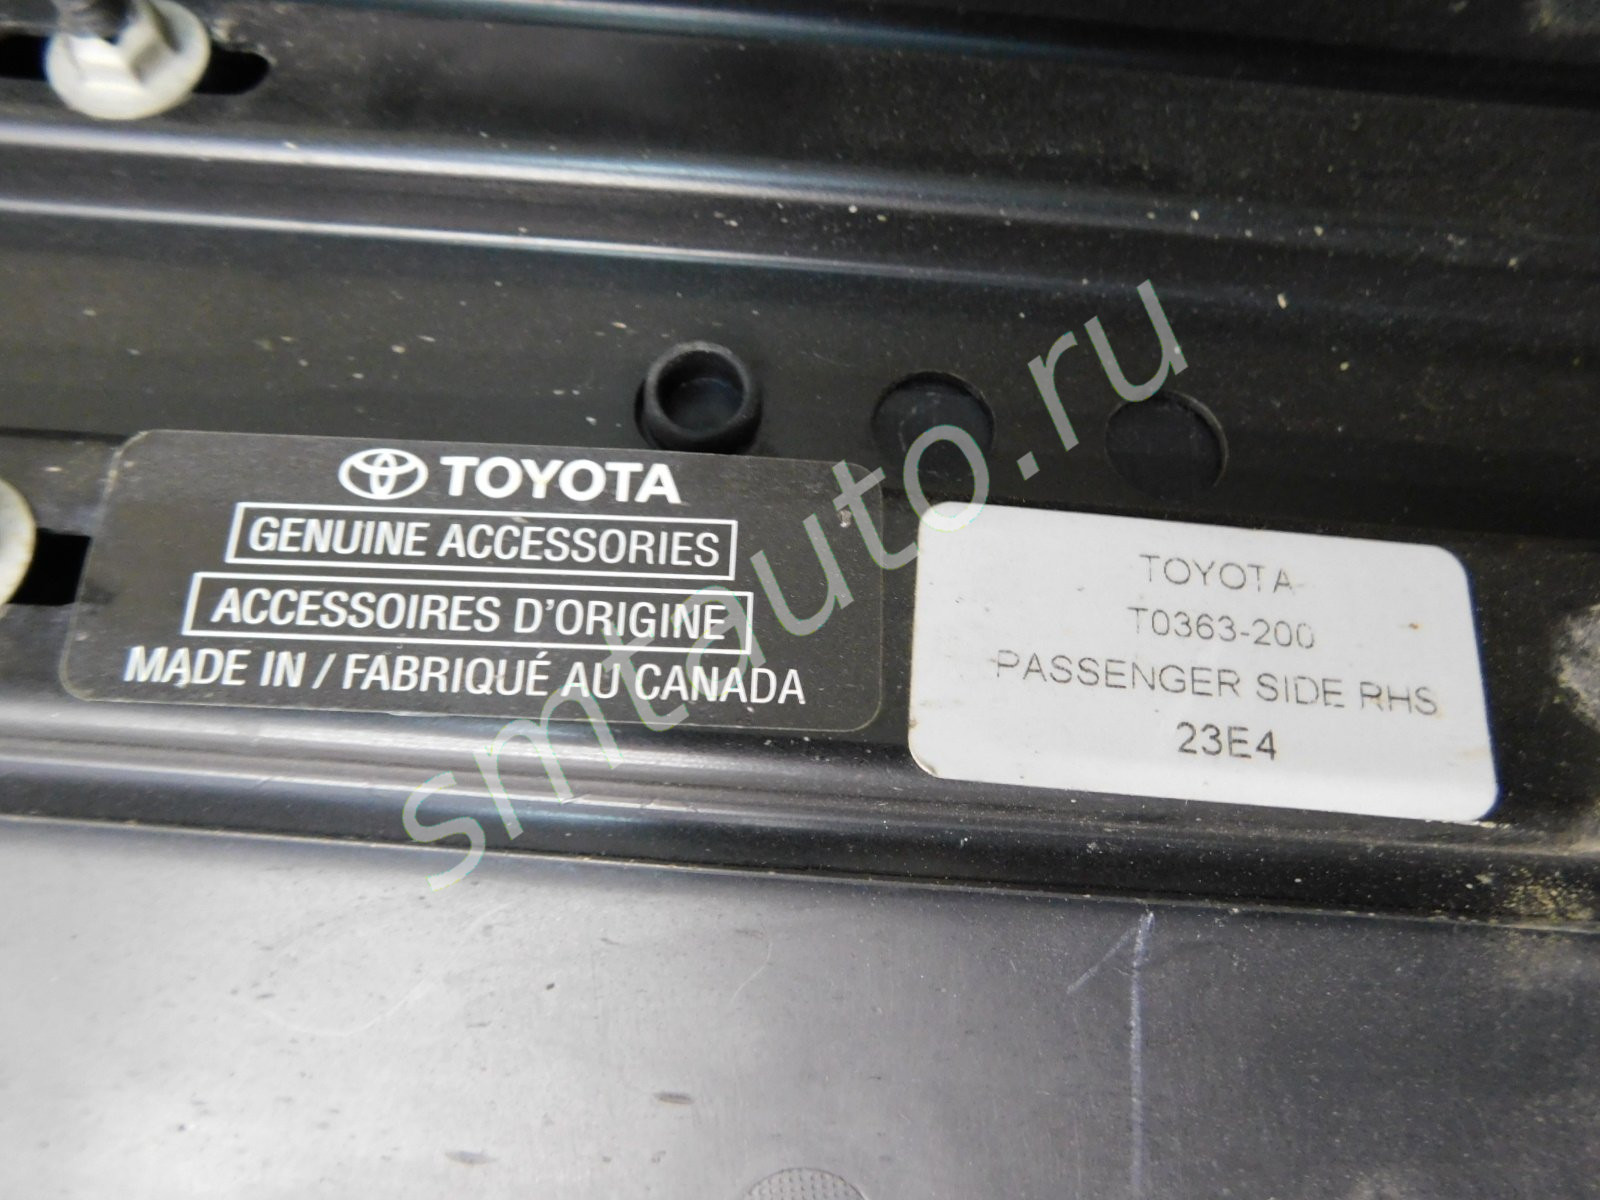 TOYOTA
GENUINE ACCESSORIES
ACCESSOIRES D'ORIGINE
MADE IN / FABRIQUÉ AU CANADA
TOYOTA
T0363-200
PASSENGER SIDE RHS
23E4
smtauto.ru